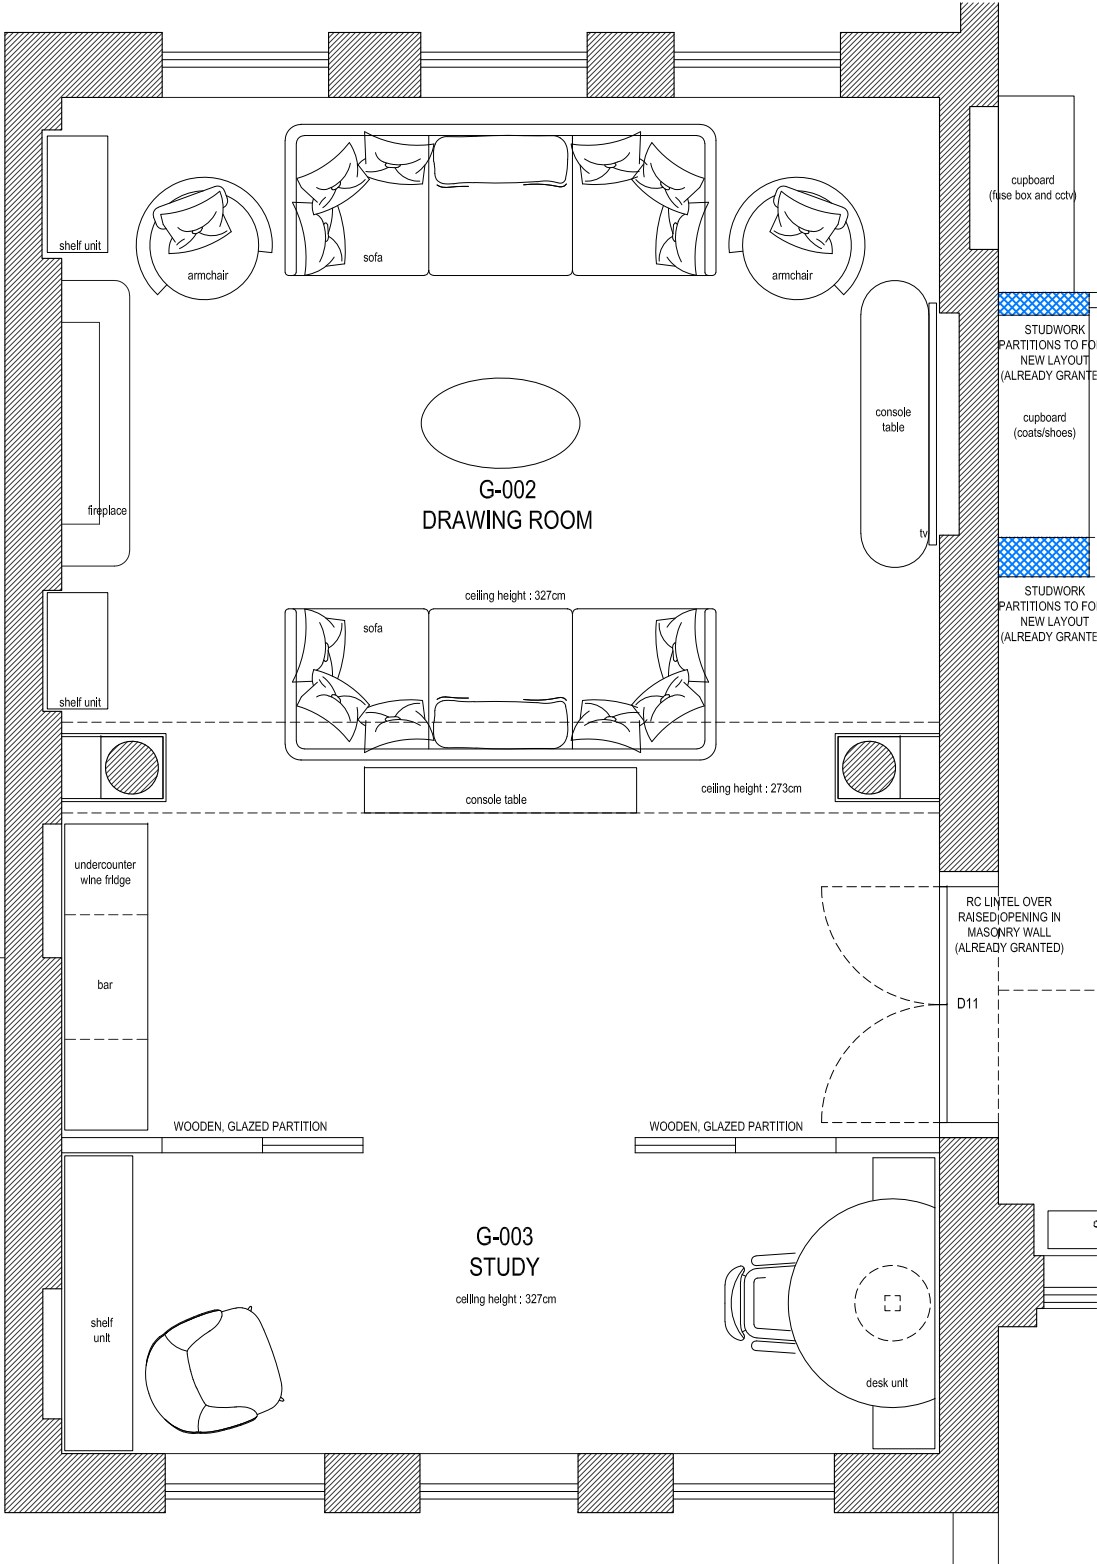 cupboard
(fuse box and cctv)
shelf unit
sofa
armchair
armchair
STUDWORK
PARTITIONS TO FO
NEW LAYOUT
(ALREADY GRANTE
cupboard
(coats/shoes)
console
table
fireplace
G-002
DRAWING ROOM
tv
ceiling height : 327cm
STUDWORK
PARTITIONS TO FO
NEW LAYOUT
(ALREADY GRANTE
sofa
shelf unit
ceiling height : 273cm
console table
undercounter
wine fridge
RC LINTEL OVER
RAISED OPENING IN
MASONRY WALL
(ALREADY GRANTED)
bar
D11
WOODEN, GLAZED PARTITION
WOODEN, GLAZED PARTITION
G-003
STUDY
ceiling height : 327cm
shelf
unit
desk unit